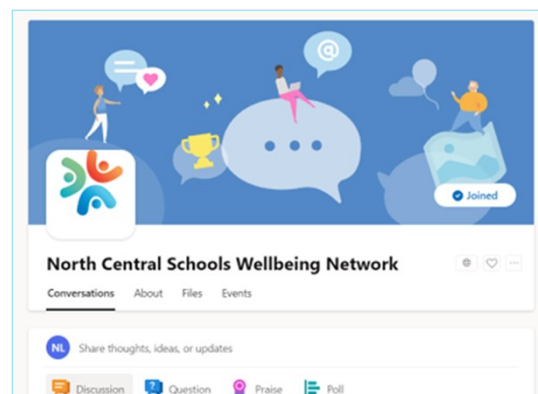 @
Joined
North Central Schools Wellbeing Network
Conversations About Files Events
NL Share thoughts, ideas, or updates
Discussion Question Praise Poll